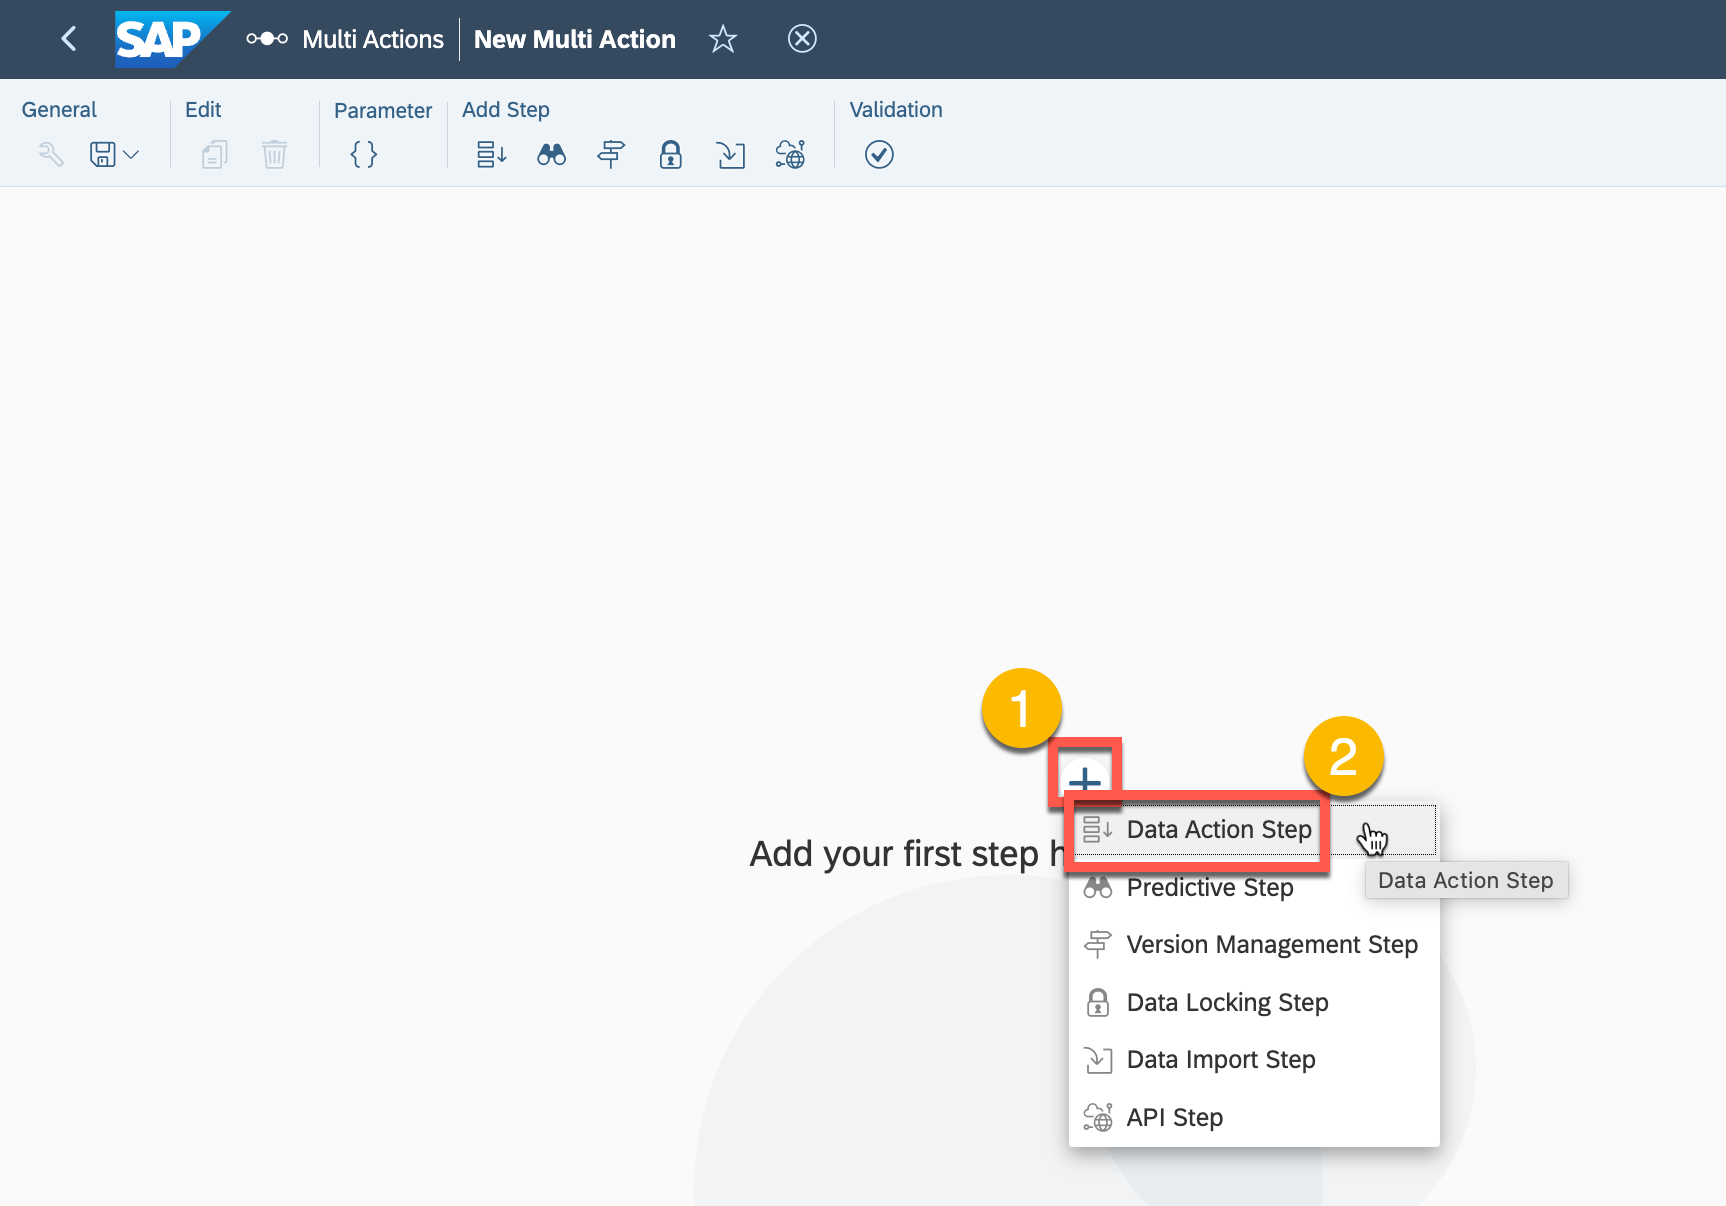 SAP Multi Actions New Multi Action
General Edit Parameter Add Step Validation
1
2
Data Action Step
Add your first step h
Data Action Step
Predictive Step
Version Management Step
Data Locking Step
Data Import Step
API Step